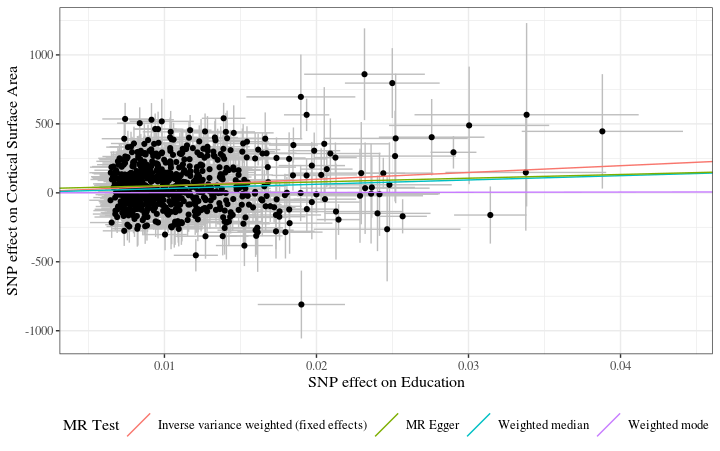 SNP effect on Cortical Surface Area
1000
500
0
-500
-1000
0.01 0.02 0.03 0.04
SNP effect on Education
MR Test Inverse variance weighted (fixed effects) MR Egger Weighted median Weighted mode